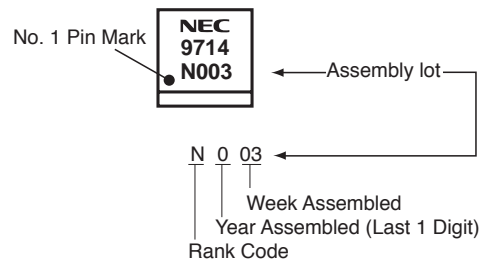 No. 1 Pin Mark
NEC
9714
N003
Assembly lot
N 0 03
Week Assembled
Year Assembled (Last 1 Digit)
Rank Code